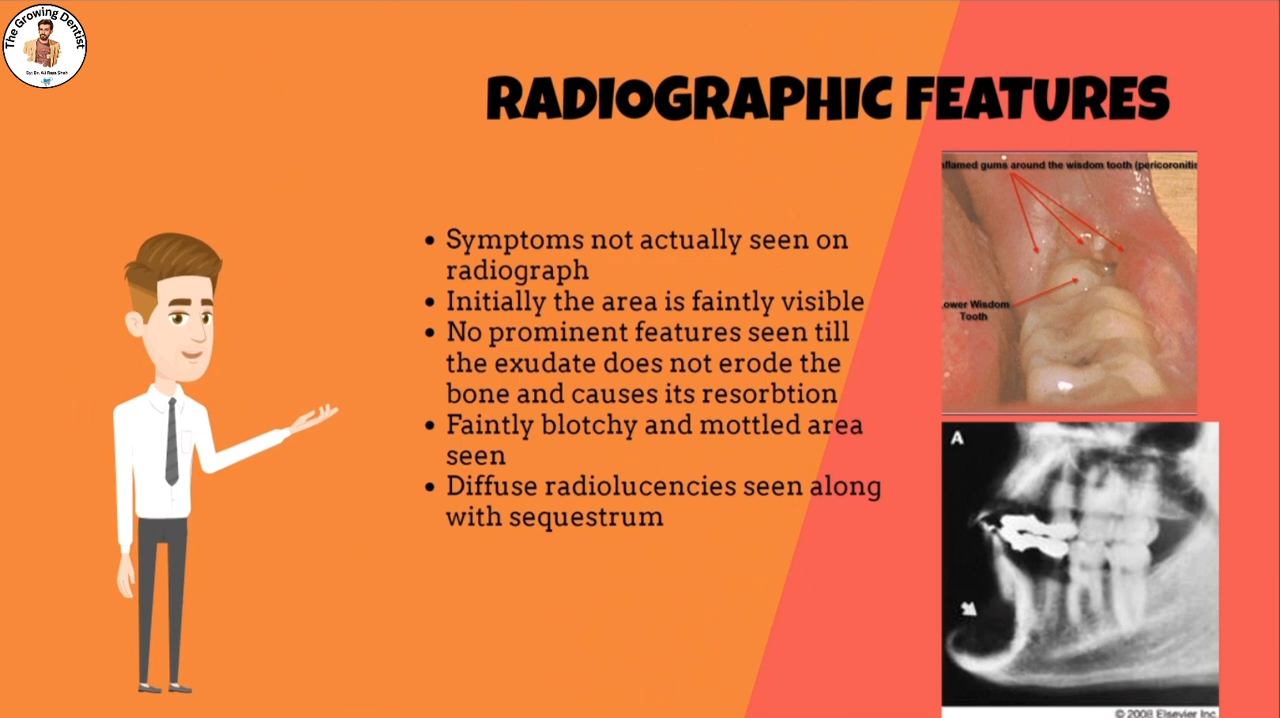 The Growing Dentist
RADIOGRAPHIC FEATURES
nflamed gums around the wisdom tooth (pericoronitis
• Symptoms not actually seen on
radiograph
• Initially the area is faintly visible
• No prominent features seen till
the exudate does not erode the
bone and causes its resorbtion
• Faintly blotchy and mottled area
seen
• Diffuse radiolucencies seen along
with sequestrum
ower Wisdom
Tooth
A
© 2008 Elsevier Inc